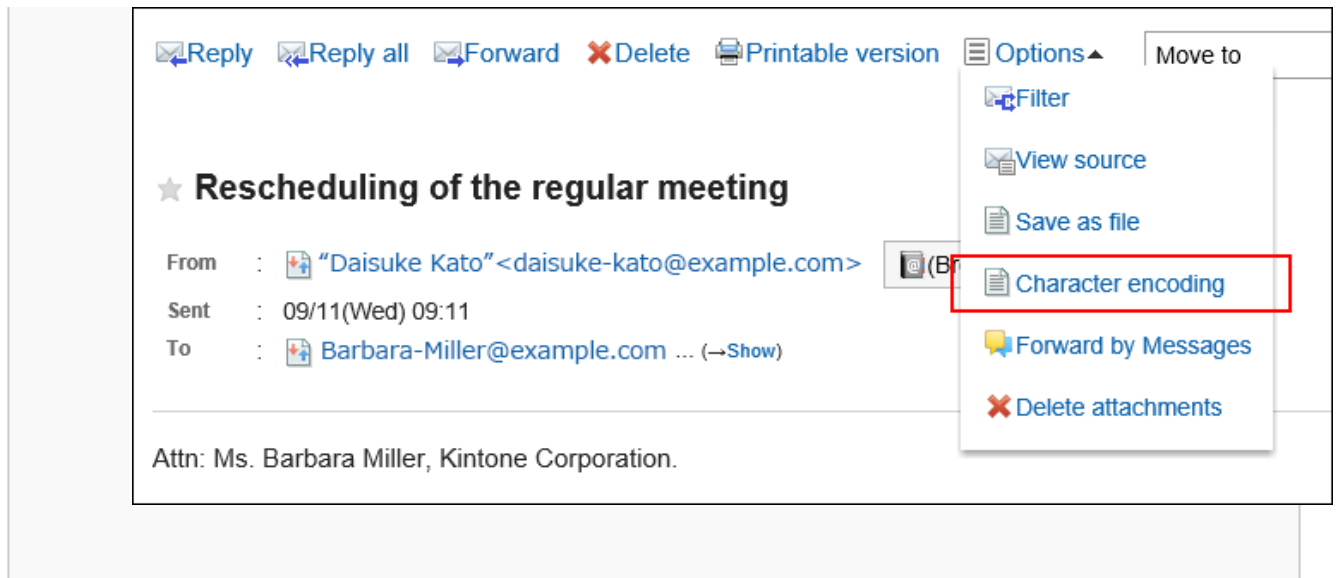 Reply Reply all Forward Delete Printable version Options▲ Move to
Filter
View source
Save as file
Character encoding
Forward by Messages
Delete attachments
Rescheduling of the regular meeting
From : “Daisuke Kato”<daisuke-kato@example.com>
Sent : 09/11(Wed) 09:11
To : Barbara-Miller@example.com ... (→Show)
Attn: Ms. Barbara Miller, Kintone Corporation.